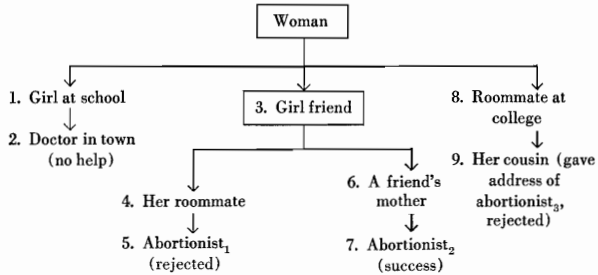 Woman
1. Girl at school
2. Doctor in town
(no help)
3. Girl friend
4. Her roommate
5. Abortionist₁
(rejected)
6. A friend's
mother
7. Abortionist₂
(success)
8. Roommate at
college
9. Her cousin (gave
address of
abortionist₃,
rejected)